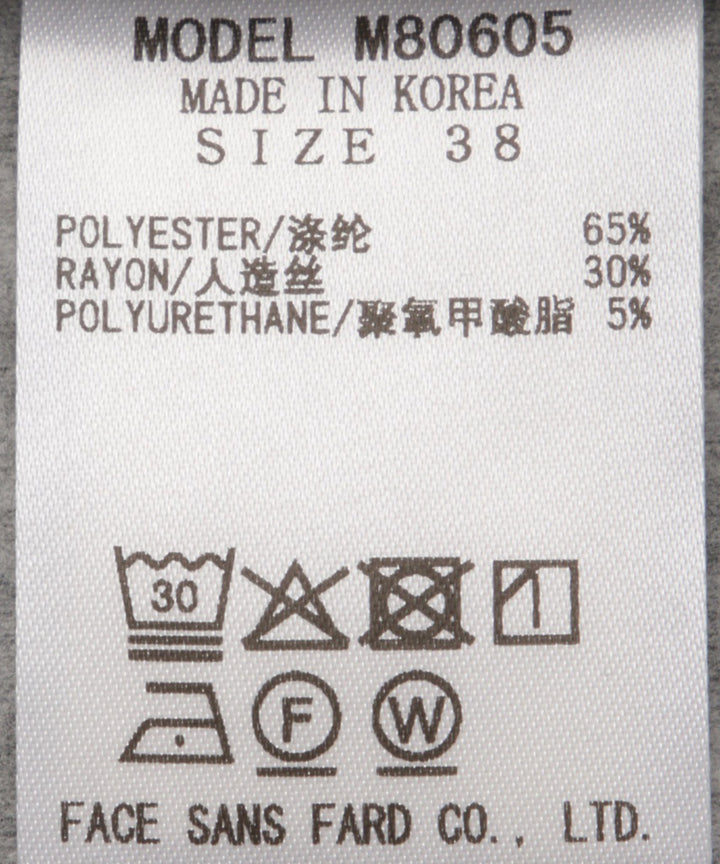 MODEL M80605
MADE IN KOREA
SIZE 38
POLYESTER/涤纶 65%
RAYON/人造丝 30%
POLYURETHANE/聚氧甲酸脂 5%
30
F W
FACE SANS FARD CO., LTD.